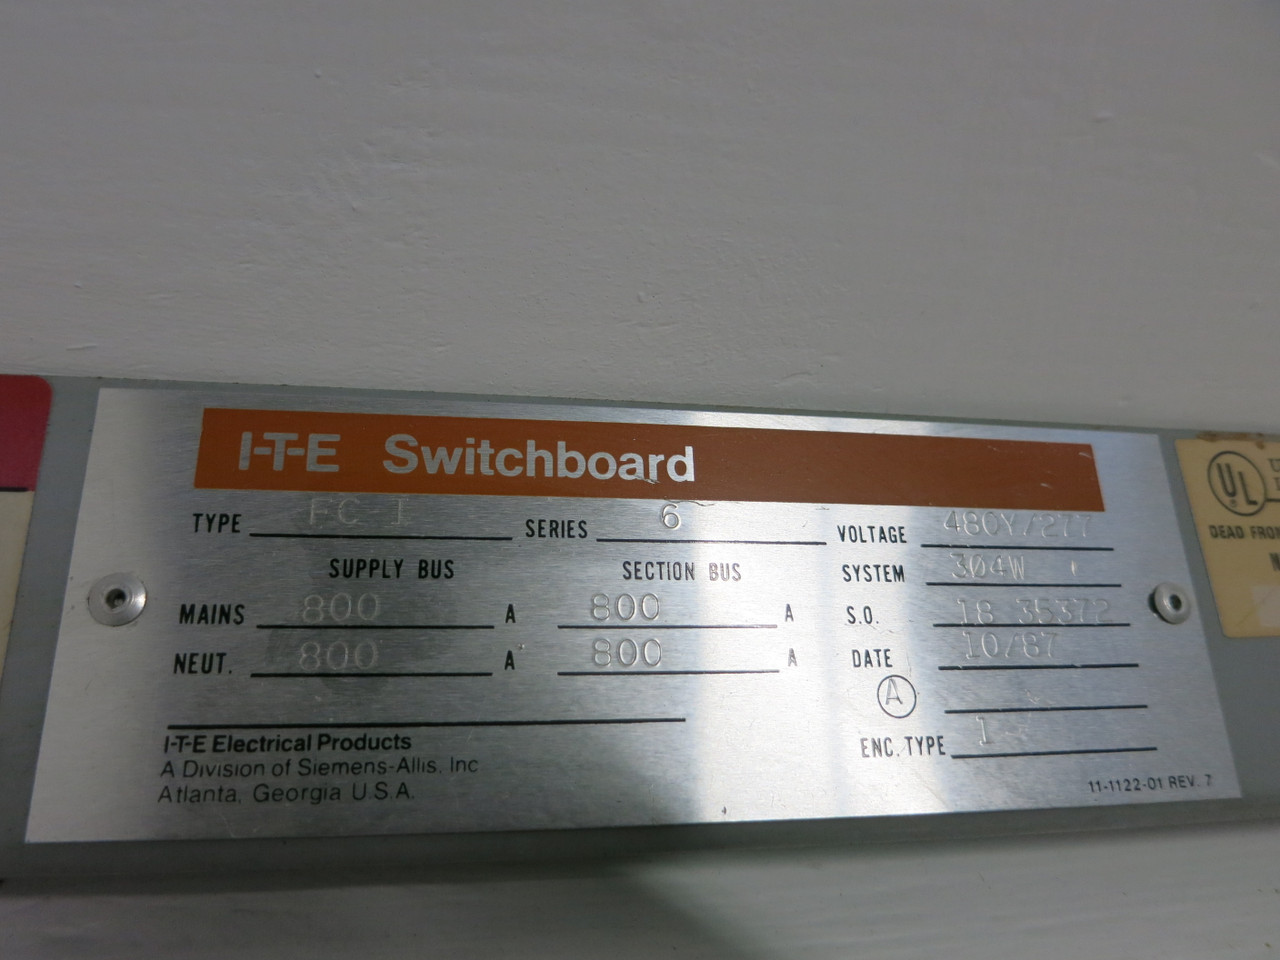 I-T-E Switchboard
TYPE FC I SERIES 6 VOLTAGE 480Y/277
SUPPLY BUS SECTION BUS SYSTEM 3Ø4W
MAINS 800 A 800 A S.O. 18 35372
NEUT. 800 A 800 A DATE 10/87
A
ENC. TYPE 1
I-T-E Electrical Products
A Division of Siemens-Allis, Inc
Atlanta, Georgia U.S.A.
11-1122-01 REV. 7
UL
DEAD FRON